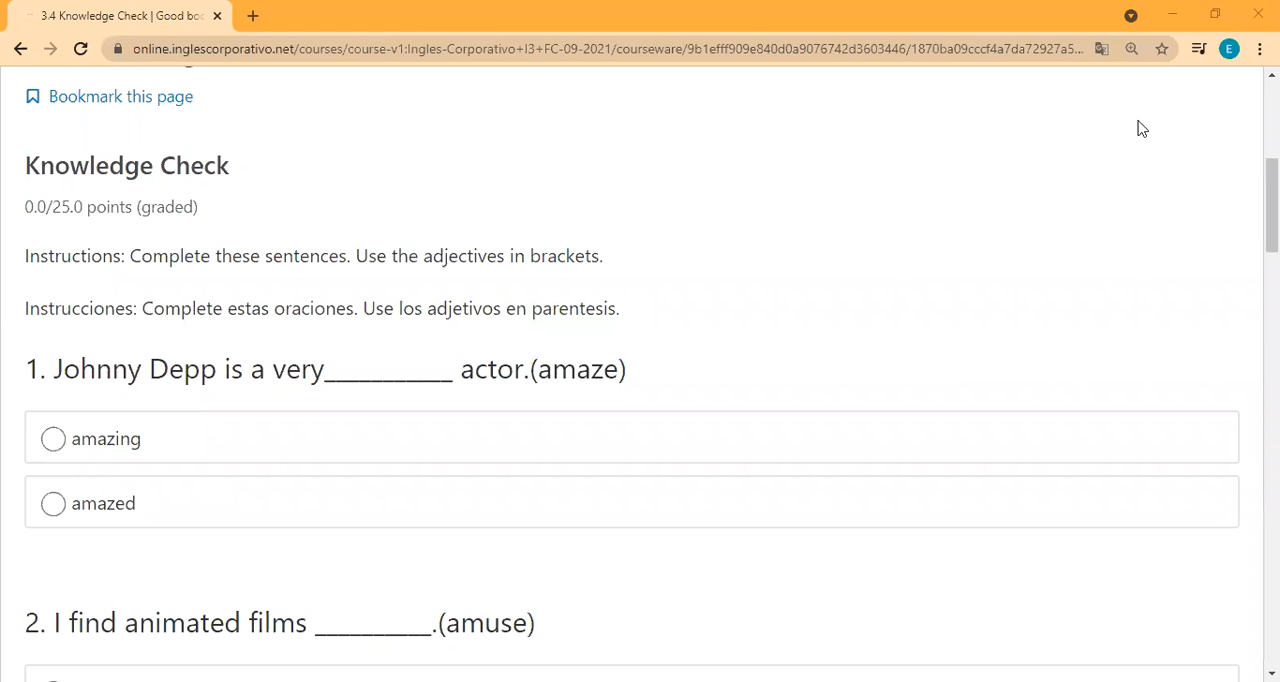 3.4 Knowledge Check | Good bo
online.inglescorporativo.net/courses/course-v1:Ingles-Corporativo+I3+FC-09-2021/courseware/9b1efff909e840d0a9076742d3603446/1870ba09cccf4a7da72927a5...
E
Bookmark this page
Knowledge Check
0.0/25.0 points (graded)
Instructions: Complete these sentences. Use the adjectives in brackets.
Instrucciones: Complete estas oraciones. Use los adjetivos en parentesis.
1. Johnny Depp is a very___________ actor.(amaze)
amazing
amazed
2. I find animated films __________.(amuse)